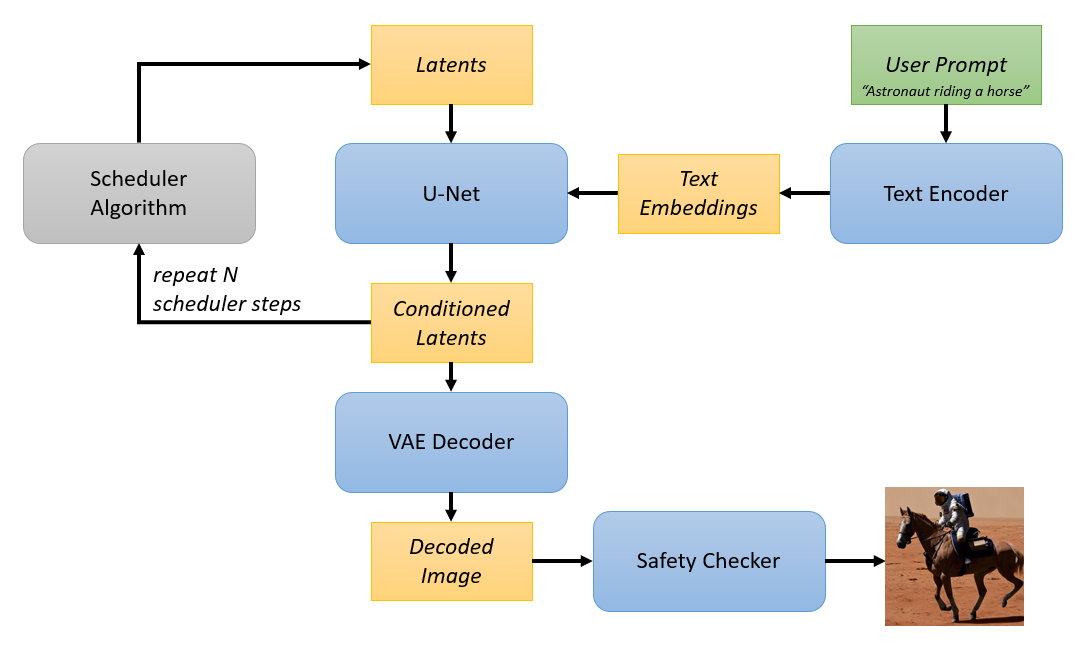 Latents
User Prompt
“Astronaut riding a horse”
Scheduler
Algorithm
U-Net
Text
Embeddings
Text Encoder
repeat N
scheduler steps
Conditioned
Latents
VAE Decoder
Decoded
Image
Safety Checker